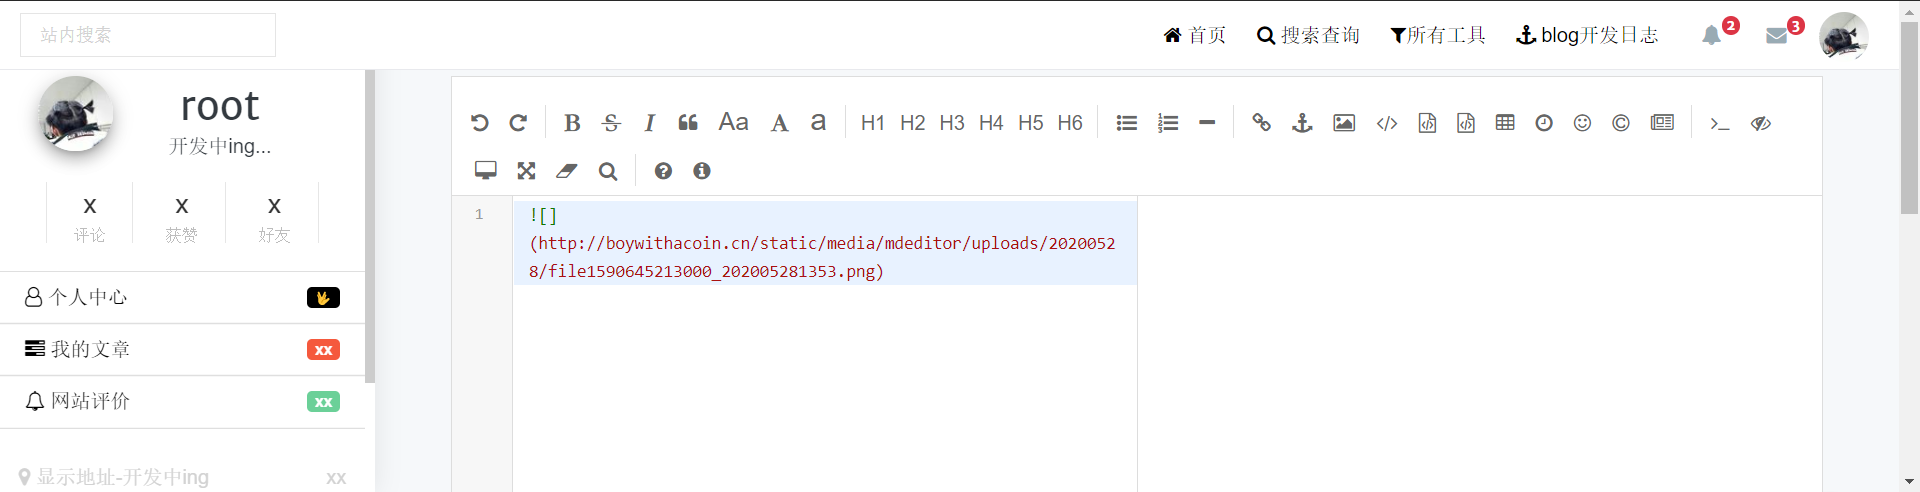 站内搜索
首页 搜索查询 所有工具 blog开发日志 2 3
root
开发中ing...
x x x
评论 获赞 好友
个人中心
我的文章 xx
网站评价 xx
显示地址-开发中ing xx
B S I Aa A a H1 H2 H3 H4 H5 H6
1 ![]
(http://boywithacoin.cn/static/media/mdeditor/uploads/2020052
8/file1590645213000_202005281353.png)